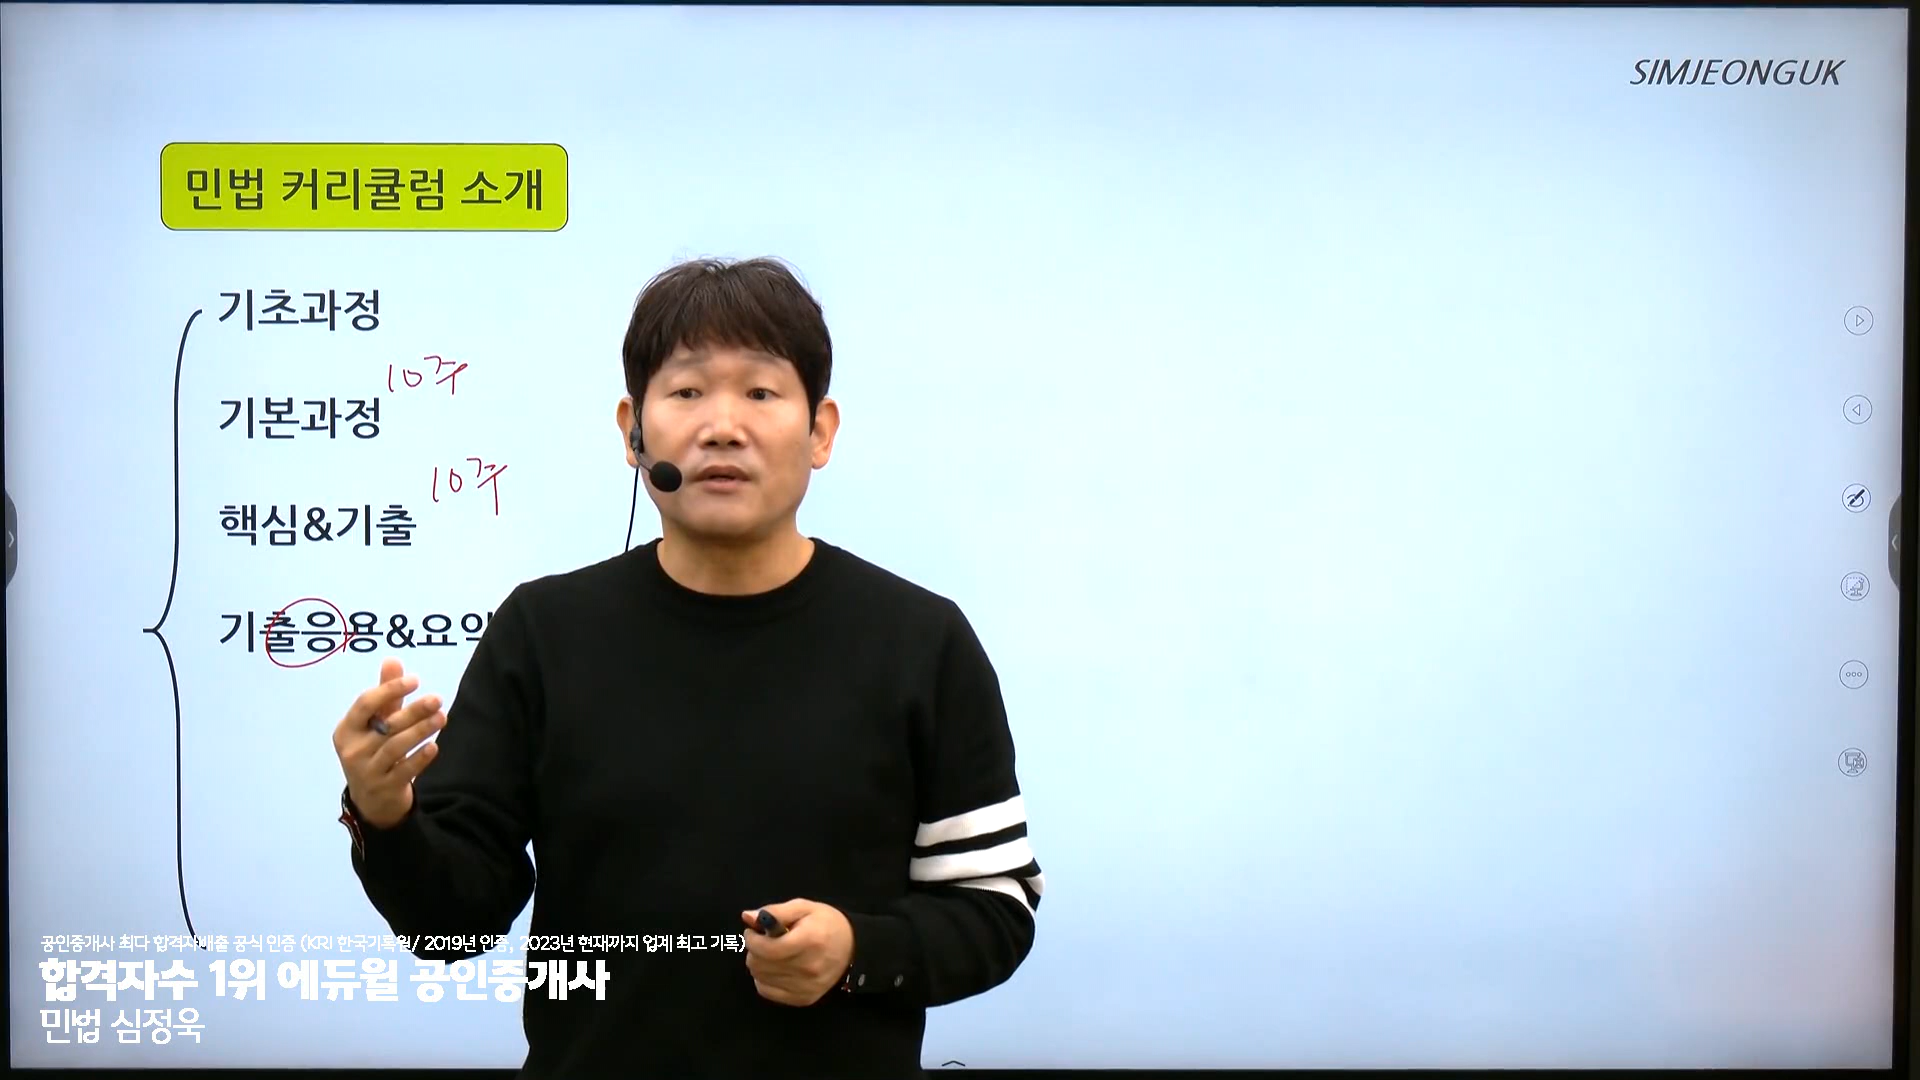 SIMJEONGUK
민법 커리큘럼 소개
기초과정
10주
기본과정
10주
핵심&기출
기출응용&요약
공인중개사 최다 합격자배출 공식 인증 (KRI 한국기록원/ 2019년 인증, 2023년 현재까지 업계 최고 기록)
합격자수 1위 에듀윌 공인중개사
민법 심정욱